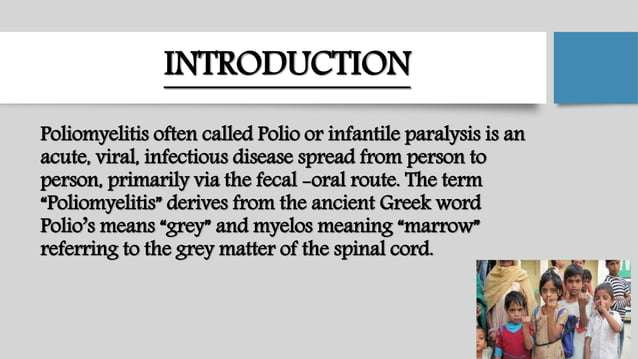 INTRODUCTION
Poliomyelitis often called Polio or infantile paralysis is an
acute, viral, infectious disease spread from person to
person, primarily via the fecal -oral route. The term
“Poliomyelitis” derives from the ancient Greek word
Polio’s means “grey” and myelos meaning “marrow”
referring to the grey matter of the spinal cord.